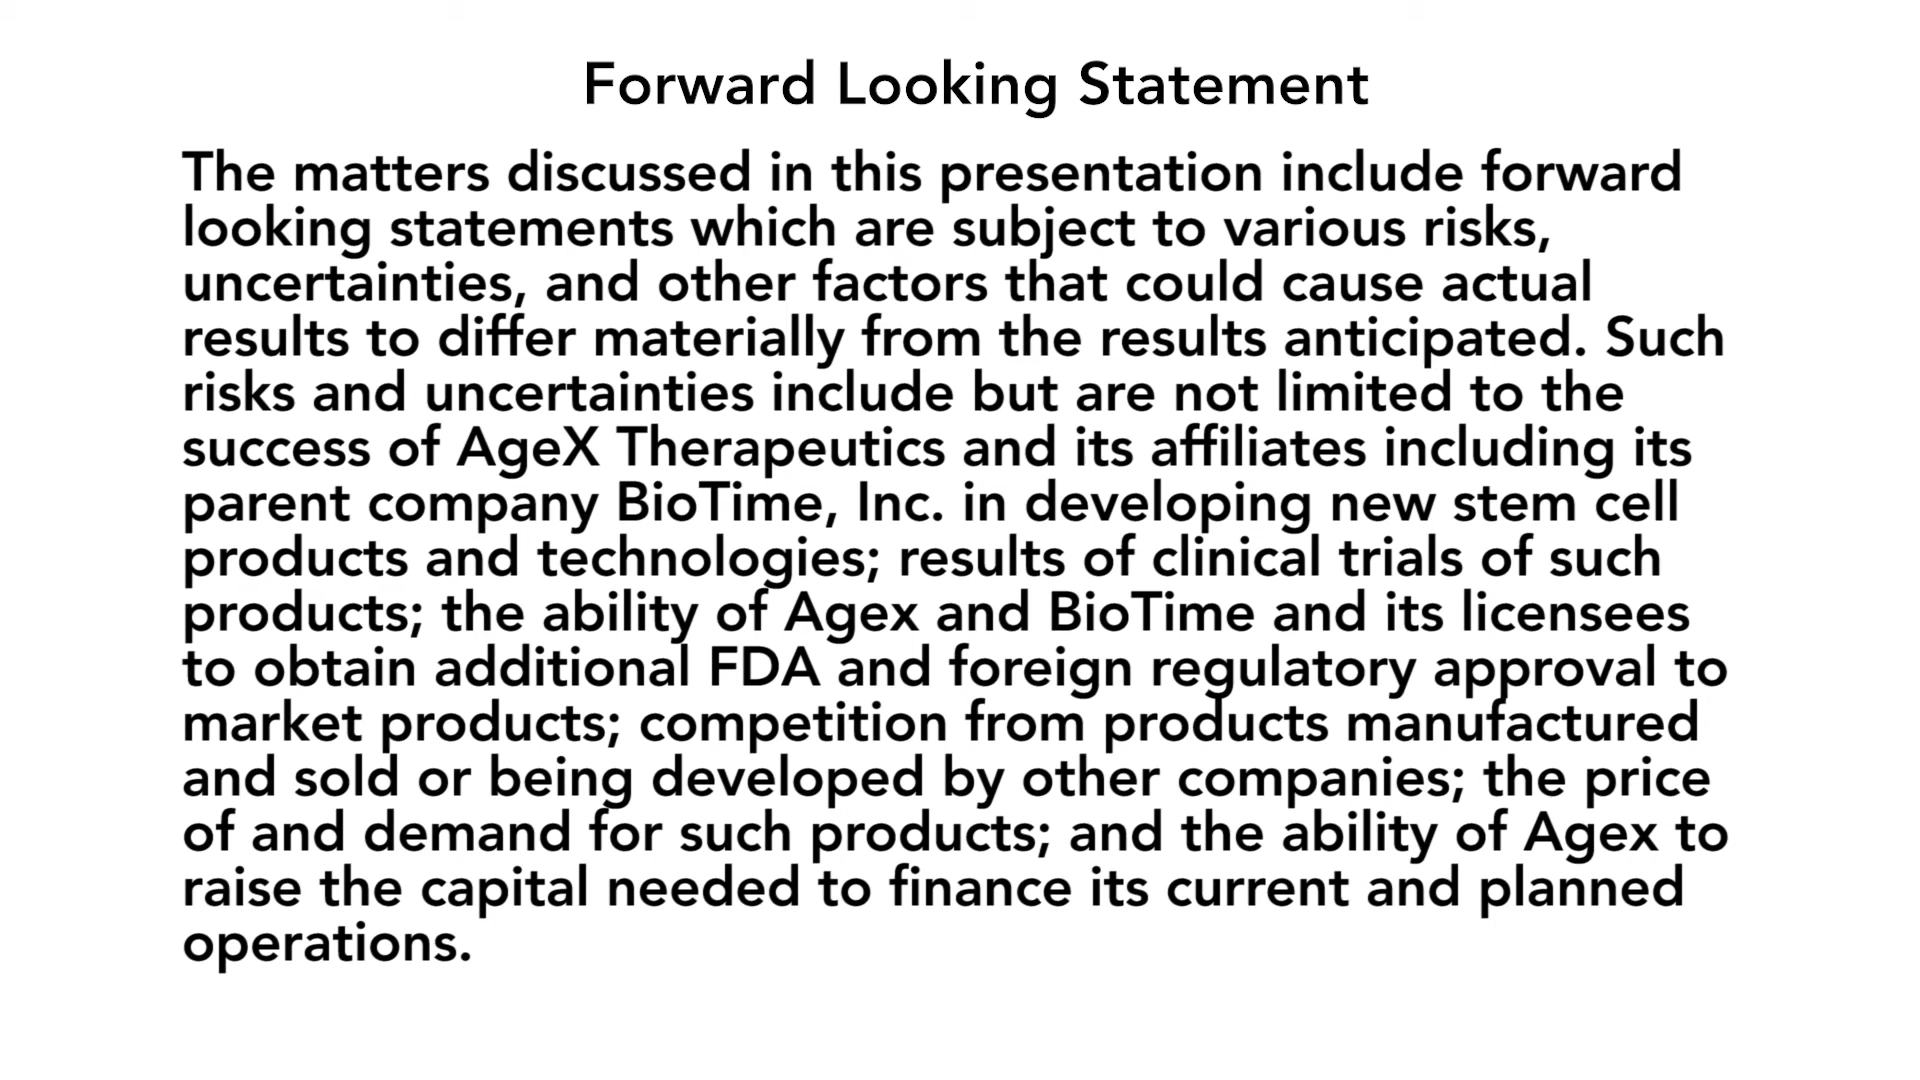 Forward Looking Statement
The matters discussed in this presentation include forward
looking statements which are subject to various risks,
uncertainties, and other factors that could cause actual
results to differ materially from the results anticipated. Such
risks and uncertainties include but are not limited to the
success of AgeX Therapeutics and its affiliates including its
parent company BioTime, Inc. in developing new stem cell
products and technologies; results of clinical trials of such
products; the ability of Agex and BioTime and its licensees
to obtain additional FDA and foreign regulatory approval to
market products; competition from products manufactured
and sold or being developed by other companies; the price
of and demand for such products; and the ability of Agex to
raise the capital needed to finance its current and planned
operations.